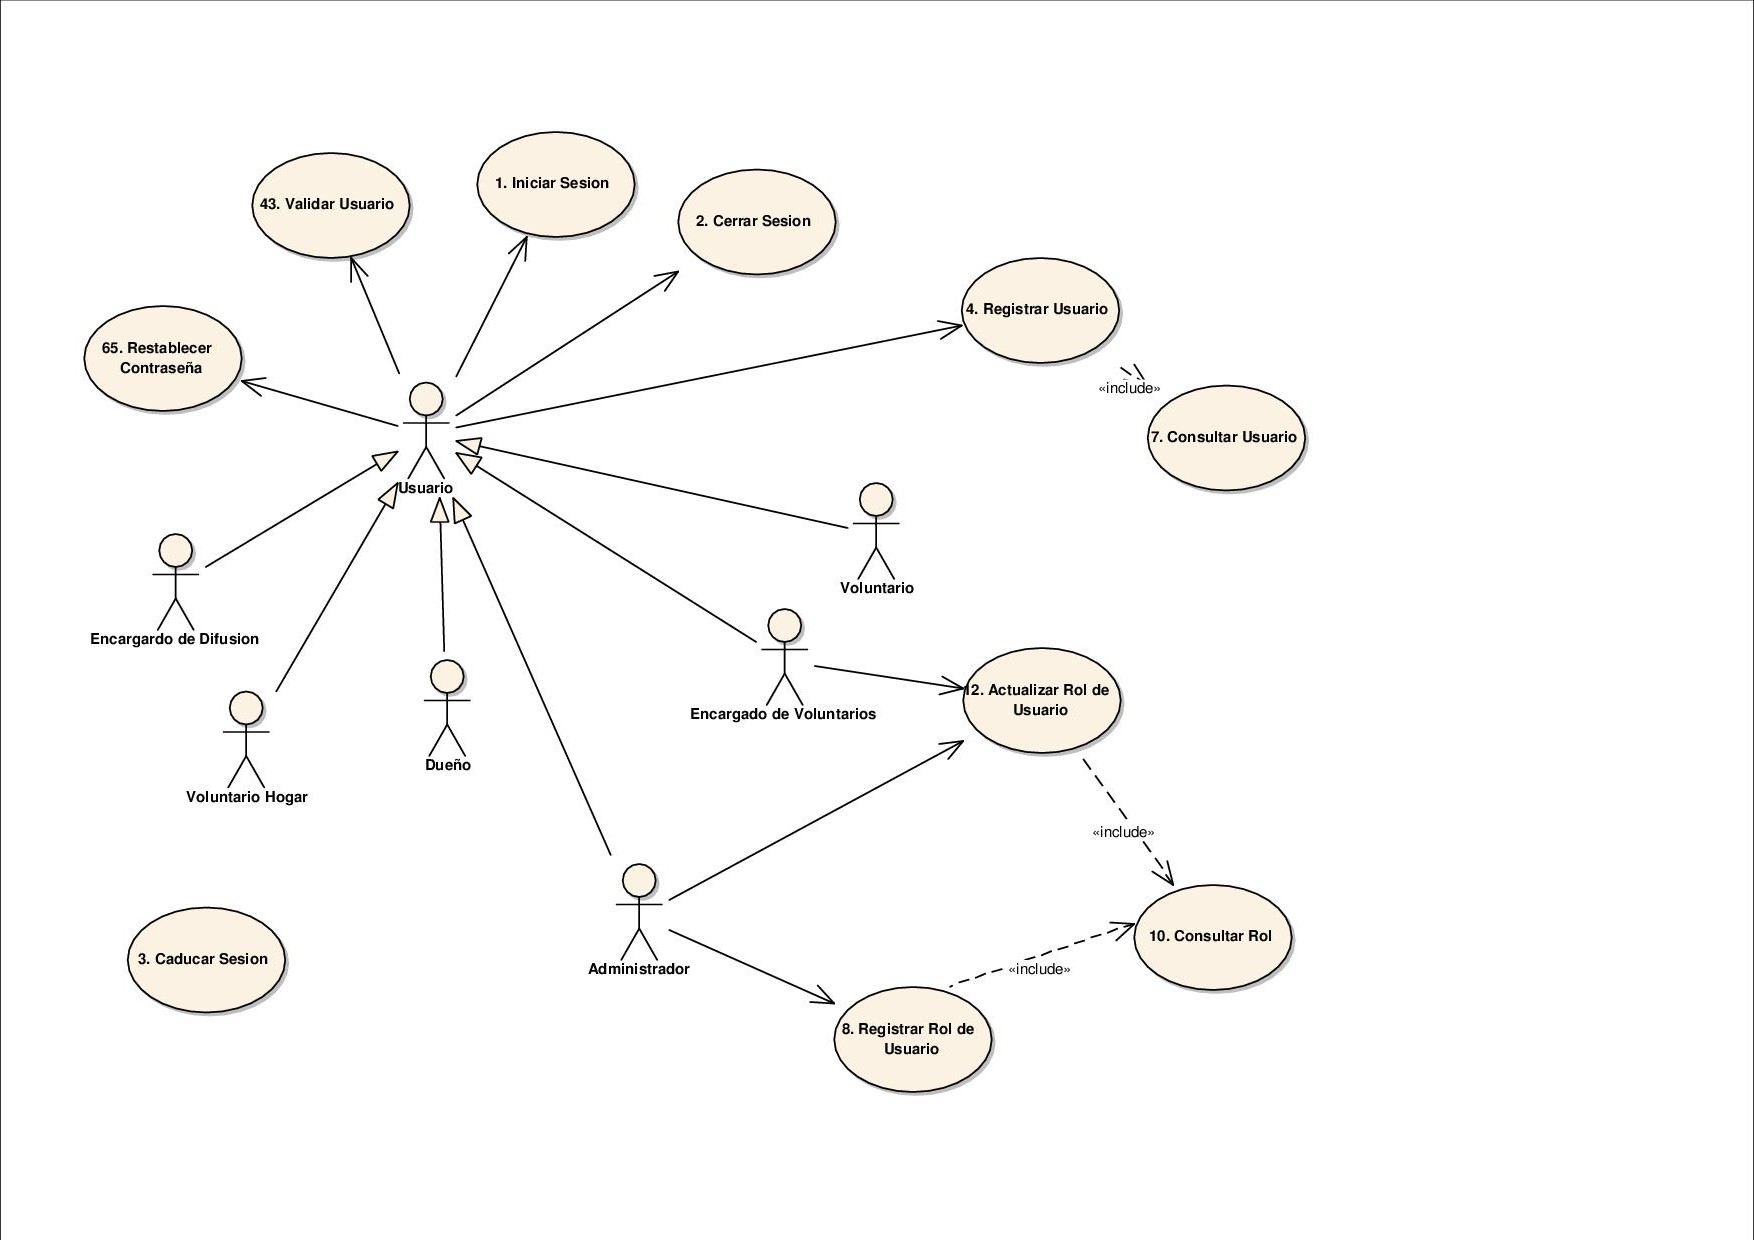 1. Iniciar Sesion
43. Validar Usuario
2. Cerrar Sesion
4. Registrar Usuario
65. Restablecer
Contraseña
«include»
7. Consultar Usuario
Usuario
Voluntario
Encargardo de Difusion
12. Actualizar Rol de
Usuario
Encargado de Voluntarios
Dueño
Voluntario Hogar
«include»
10. Consultar Rol
3. Caducar Sesion
Administrador
«include»
8. Registrar Rol de
Usuario